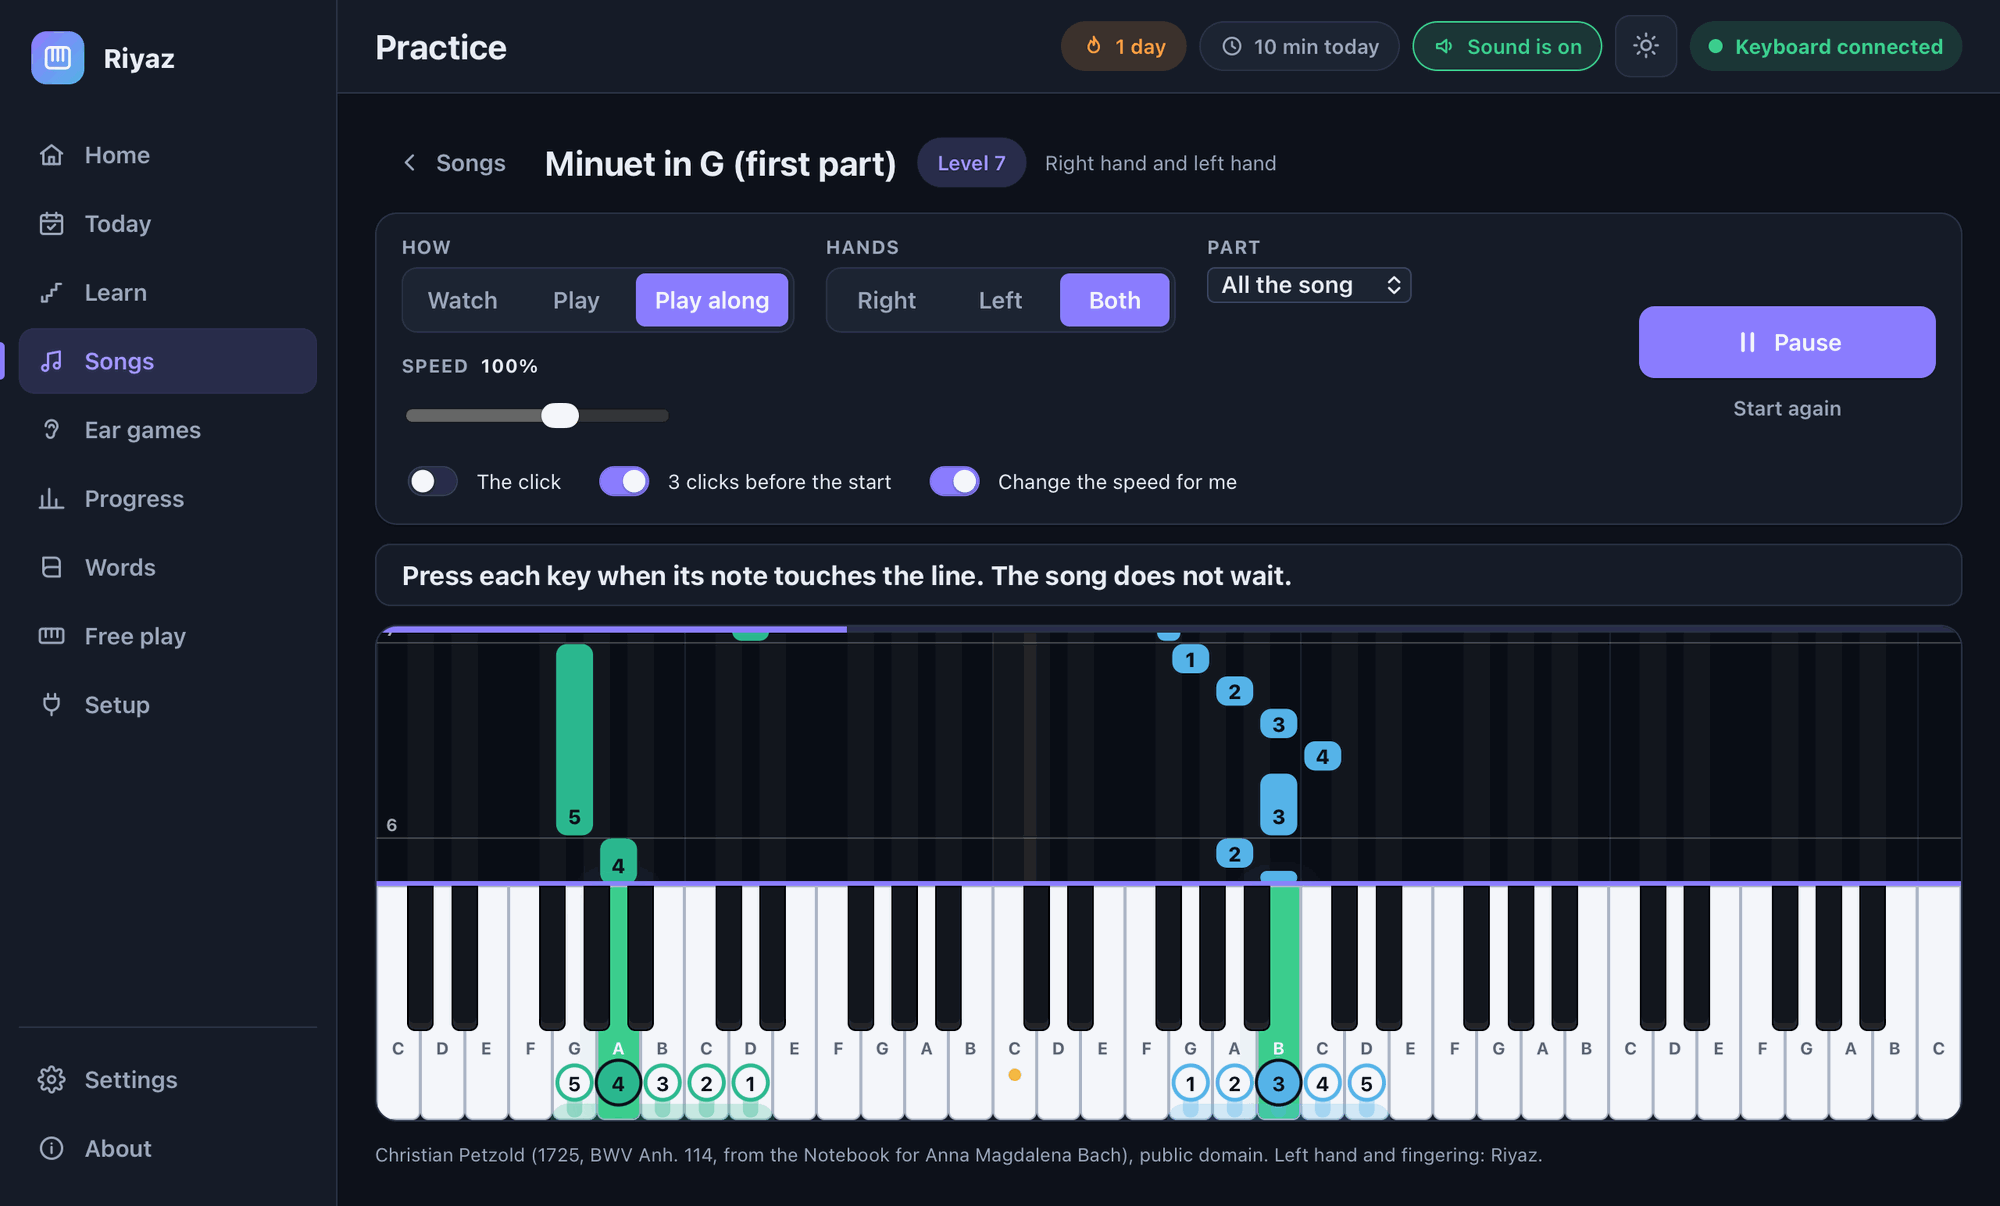 Riyaz
Home
Today
Learn
Songs
Ear games
Progress
Words
Free play
Setup
Settings
About
Practice
1 day
10 min today
Sound is on
Keyboard connected
Songs
Minuet in G (first part)
Level 7
Right hand and left hand
HOW
Watch Play Play along
HANDS
Right Left Both
PART
All the song
SPEED 100%
Pause
Start again
The click
3 clicks before the start
Change the speed for me
Press each key when its note touches the line. The song does not wait.
1
2
3
4
5 3
6
4 2
C D E F G A B C D E F G A B C D E F G A B C D E F G A B C D E F G A B C
5 4 3 2 1 1 2 3 4 5
Christian Petzold (1725, BWV Anh. 114, from the Notebook for Anna Magdalena Bach), public domain. Left hand and fingering: Riyaz.